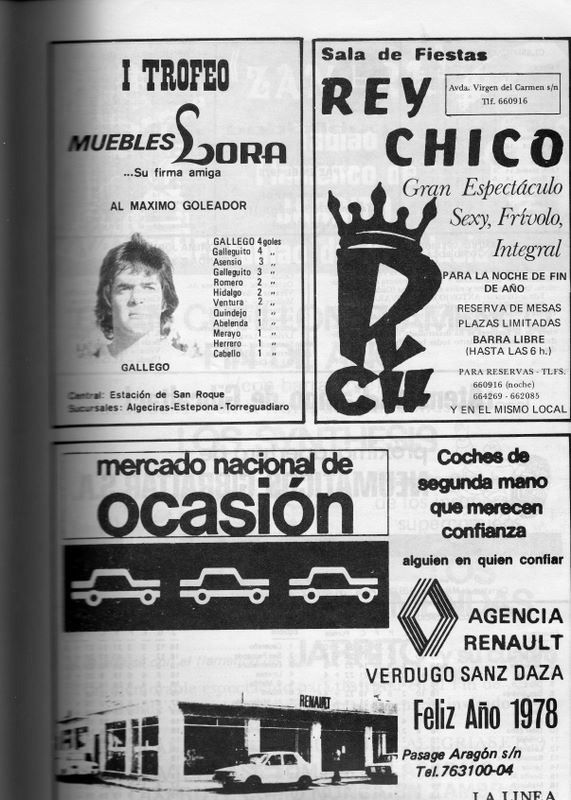 I TROFEO
MUEBLES LORA
...Su firma amiga
AL MAXIMO GOLEADOR
GALLEGO 4 goles
Galleguito 4 ,,
Asensio 3 ,,
Galleguito 3 ,,
Romero 2 ,,
Hidalgo 2 ,,
Ventura 2 ,,
Quindejo 1 ,,
Abelenda 1 ,,
Merayo 1 ,,
Herrero 1 ,,
Cabello 1 ,,
GALLEGO
Central: Estación de San Roque
Sucursales: Algeciras-Estepona-Torreguadiaro
Sala de Fiestas
REY
CHICO
Avda. Virgen del Carmen s/n
Tlf. 660916
Gran Espectáculo
Sexy, Frívolo,
Integral
R
CH
PARA LA NOCHE DE FIN
DE AÑO
RESERVA DE MESAS
PLAZAS LIMITADAS
BARRA LIBRE
(HASTA LAS 6 h.)
PARA RESERVAS - TLFS.
660916 (noche)
664269 - 662085
Y EN EL MISMO LOCAL
mercado nacional de
ocasión
Coches de
segunda mano
que merecen
confianza
alguien en quien confiar
AGENCIA
RENAULT
VERDUGO SANZ DAZA
RENAULT
Feliz Año 1978
Pasage Aragón s/n
Tel. 763100-04
LA LINEA